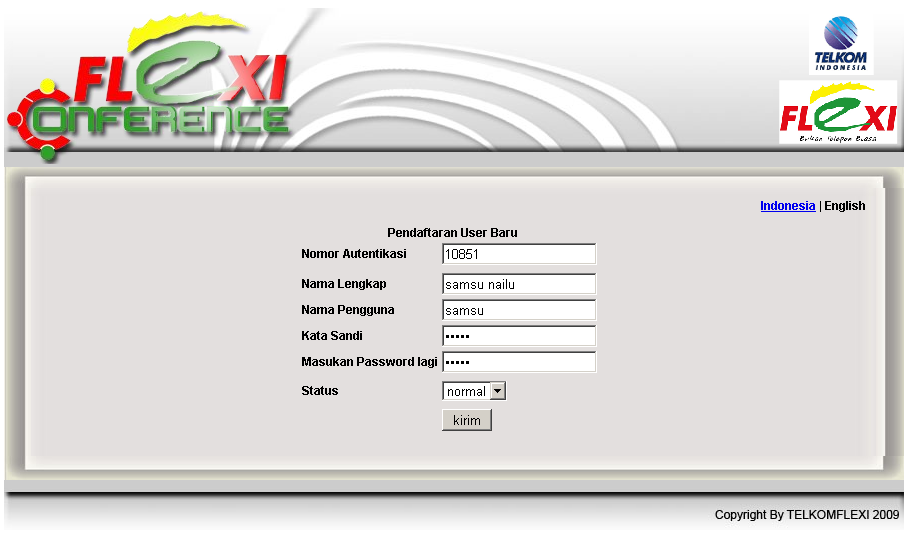 FLEXI
CONFERENCE
TELKOM
INDONESIA
FLEXI
Bukan Telepon Biasa
Indonesia | English
Pendaftaran User Baru
Nomor Autentikasi 10851
Nama Lengkap samsu nailu
Nama Pengguna samsu
Kata Sandi •••••
Masukan Password lagi •••••
Status normal
kirim
Copyright By TELKOMFLEXI 2009